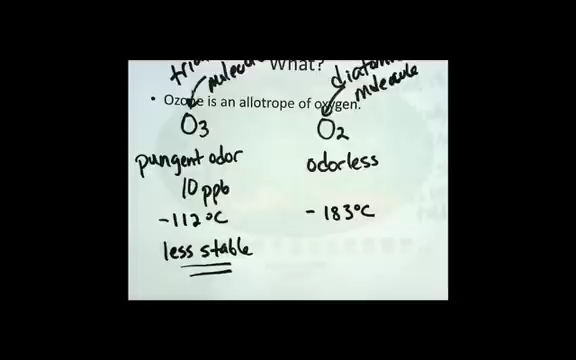 What?
molecule
diatomic
molecule
• Ozone is an allotrope of oxygen.
O3 O2
pungent odor odorless
10 ppb
-112°C -183°C
less stable